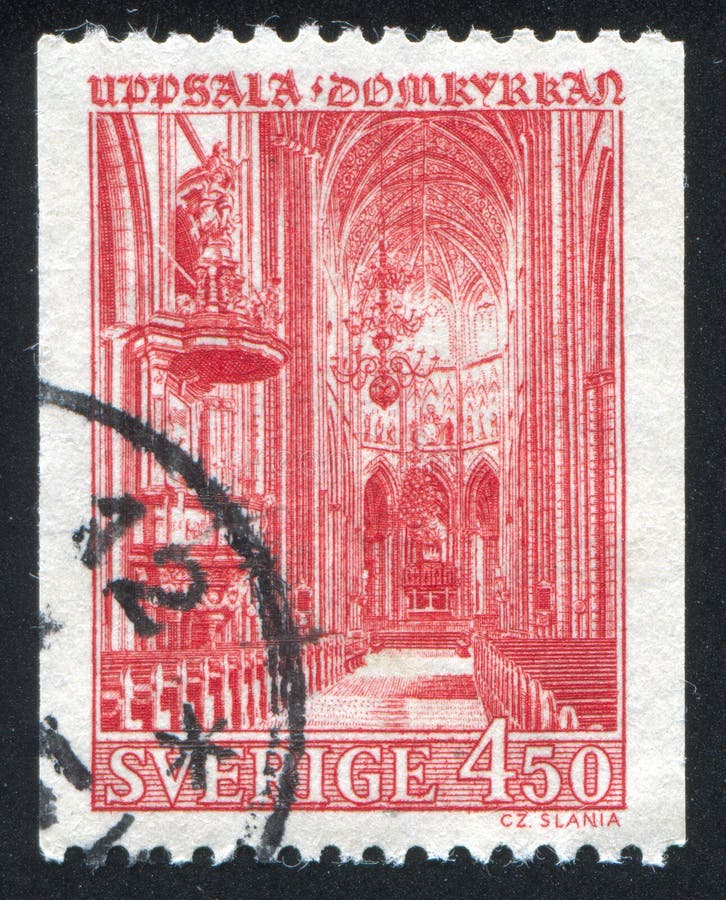 UPPSALA · DOMKYRKAN
SVERIGE 4.50
CZ. SLANIA